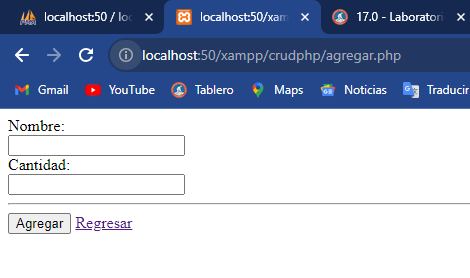 localhost:50 / loc
localhost:50/xam
17.0 - Laboratori
localhost:50/xampp/crudphp/agregar.php
Gmail
YouTube
Tablero
Maps
Noticias
Traducir
Nombre:
Cantidad:
Agregar Regresar